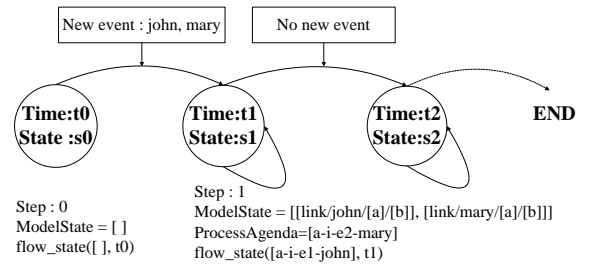 New event : john, mary
No new event
Time:t0
State :s0
Time:t1
State:s1
Time:t2
State:s2
END
Step : 0
ModelState = [ ]
flow_state([ ], t0)
Step : 1
ModelState = [[link/john/[a]/[b]], [link/mary/[a]/[b]]]
ProcessAgenda=[a-i-e2-mary]
flow_state([a-i-e1-john], t1)